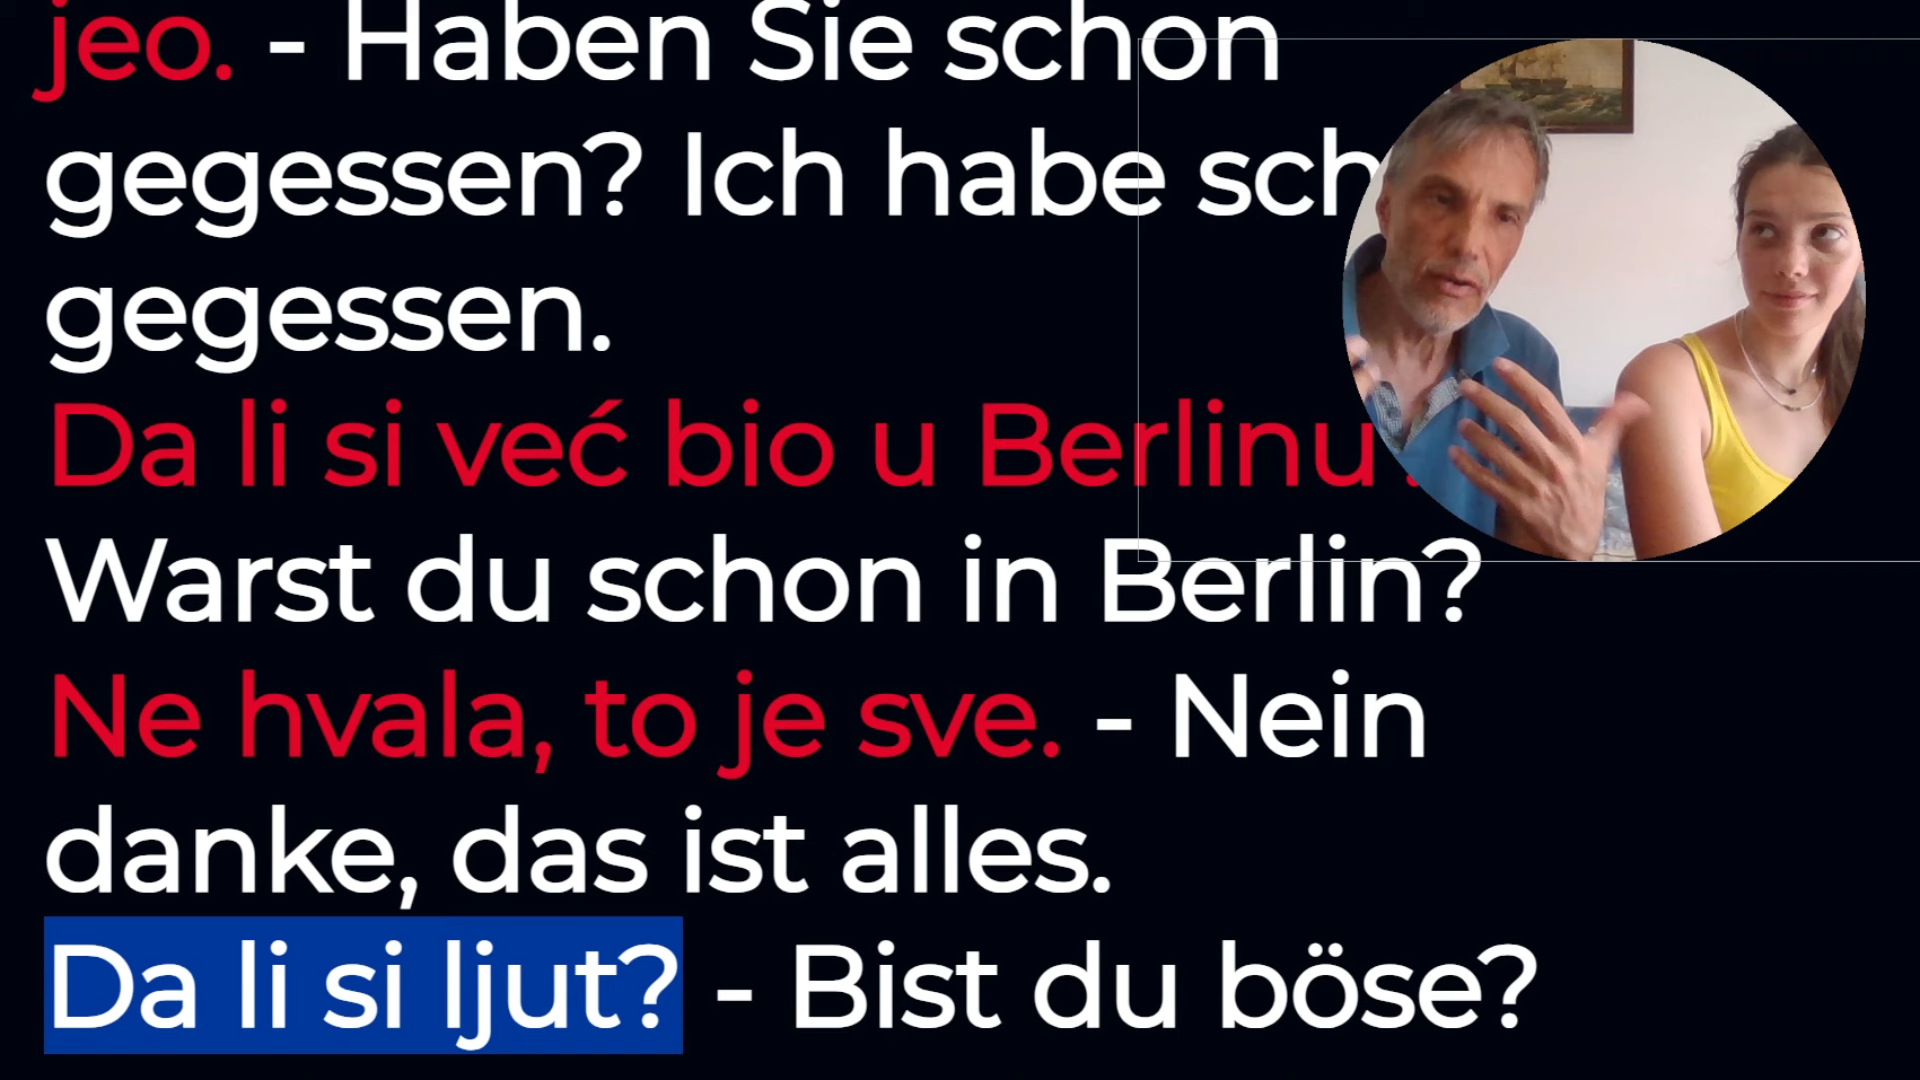 jeo. - Haben Sie schon
gegessen? Ich habe
gegessen.
Da li si već bio u Berlinu
Warst du schon in Berlin?
Ne hvala, to je sve. - Nein
danke, das ist alles.
Da li si ljut? - Bist du böse?